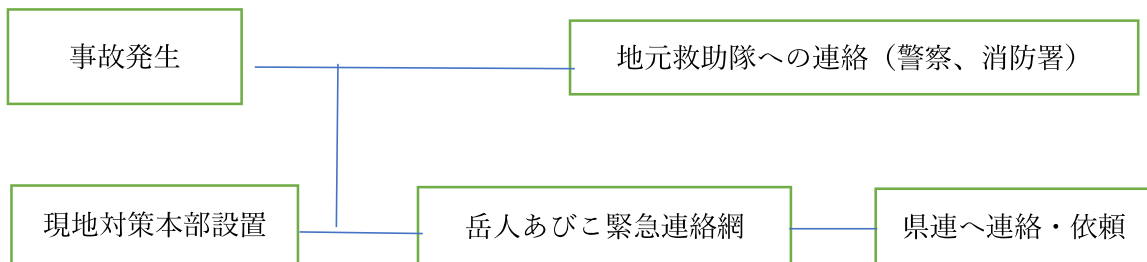 事故発生
地元救助隊への連絡（警察、消防署）
現地対策本部設置
岳人あびこ緊急連絡網
県連へ連絡・依頼